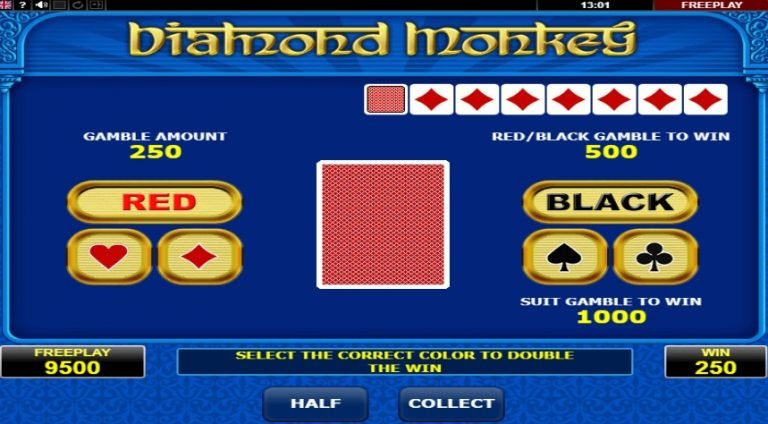 ?
13:01
FREEPLAY
Diamond Monkey
GAMBLE AMOUNT
250
RED/BLACK GAMBLE TO WIN
500
RED
BLACK
SUIT GAMBLE TO WIN
1000
FREEPLAY
9500
SELECT THE CORRECT COLOR TO DOUBLE
THE WIN
WIN
250
HALF
COLLECT